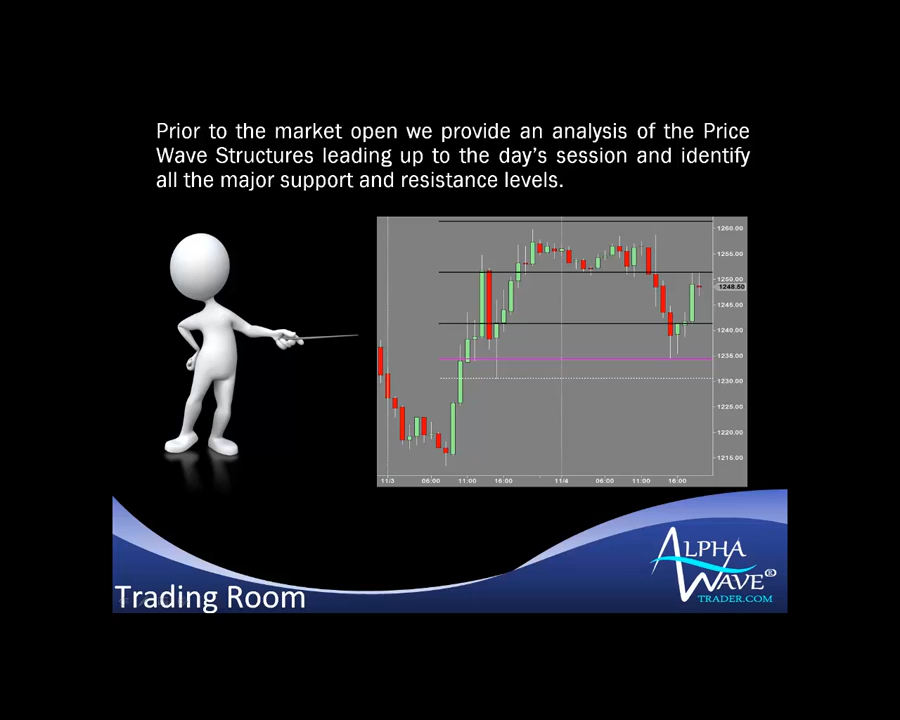 Prior to the market open we provide an analysis of the Price
Wave Structures leading up to the day's session and identify
all the major support and resistance levels.
1260.00
1255.00
1250.00
1248.50
1245.00
1240.00
1235.00
1230.00
1225.00
1220.00
1215.00
11/3 06:00 11:00 16:00 11/4 06:00 11:00 16:00
ALPHA
WAVE®
TRADER.COM
Trading Room